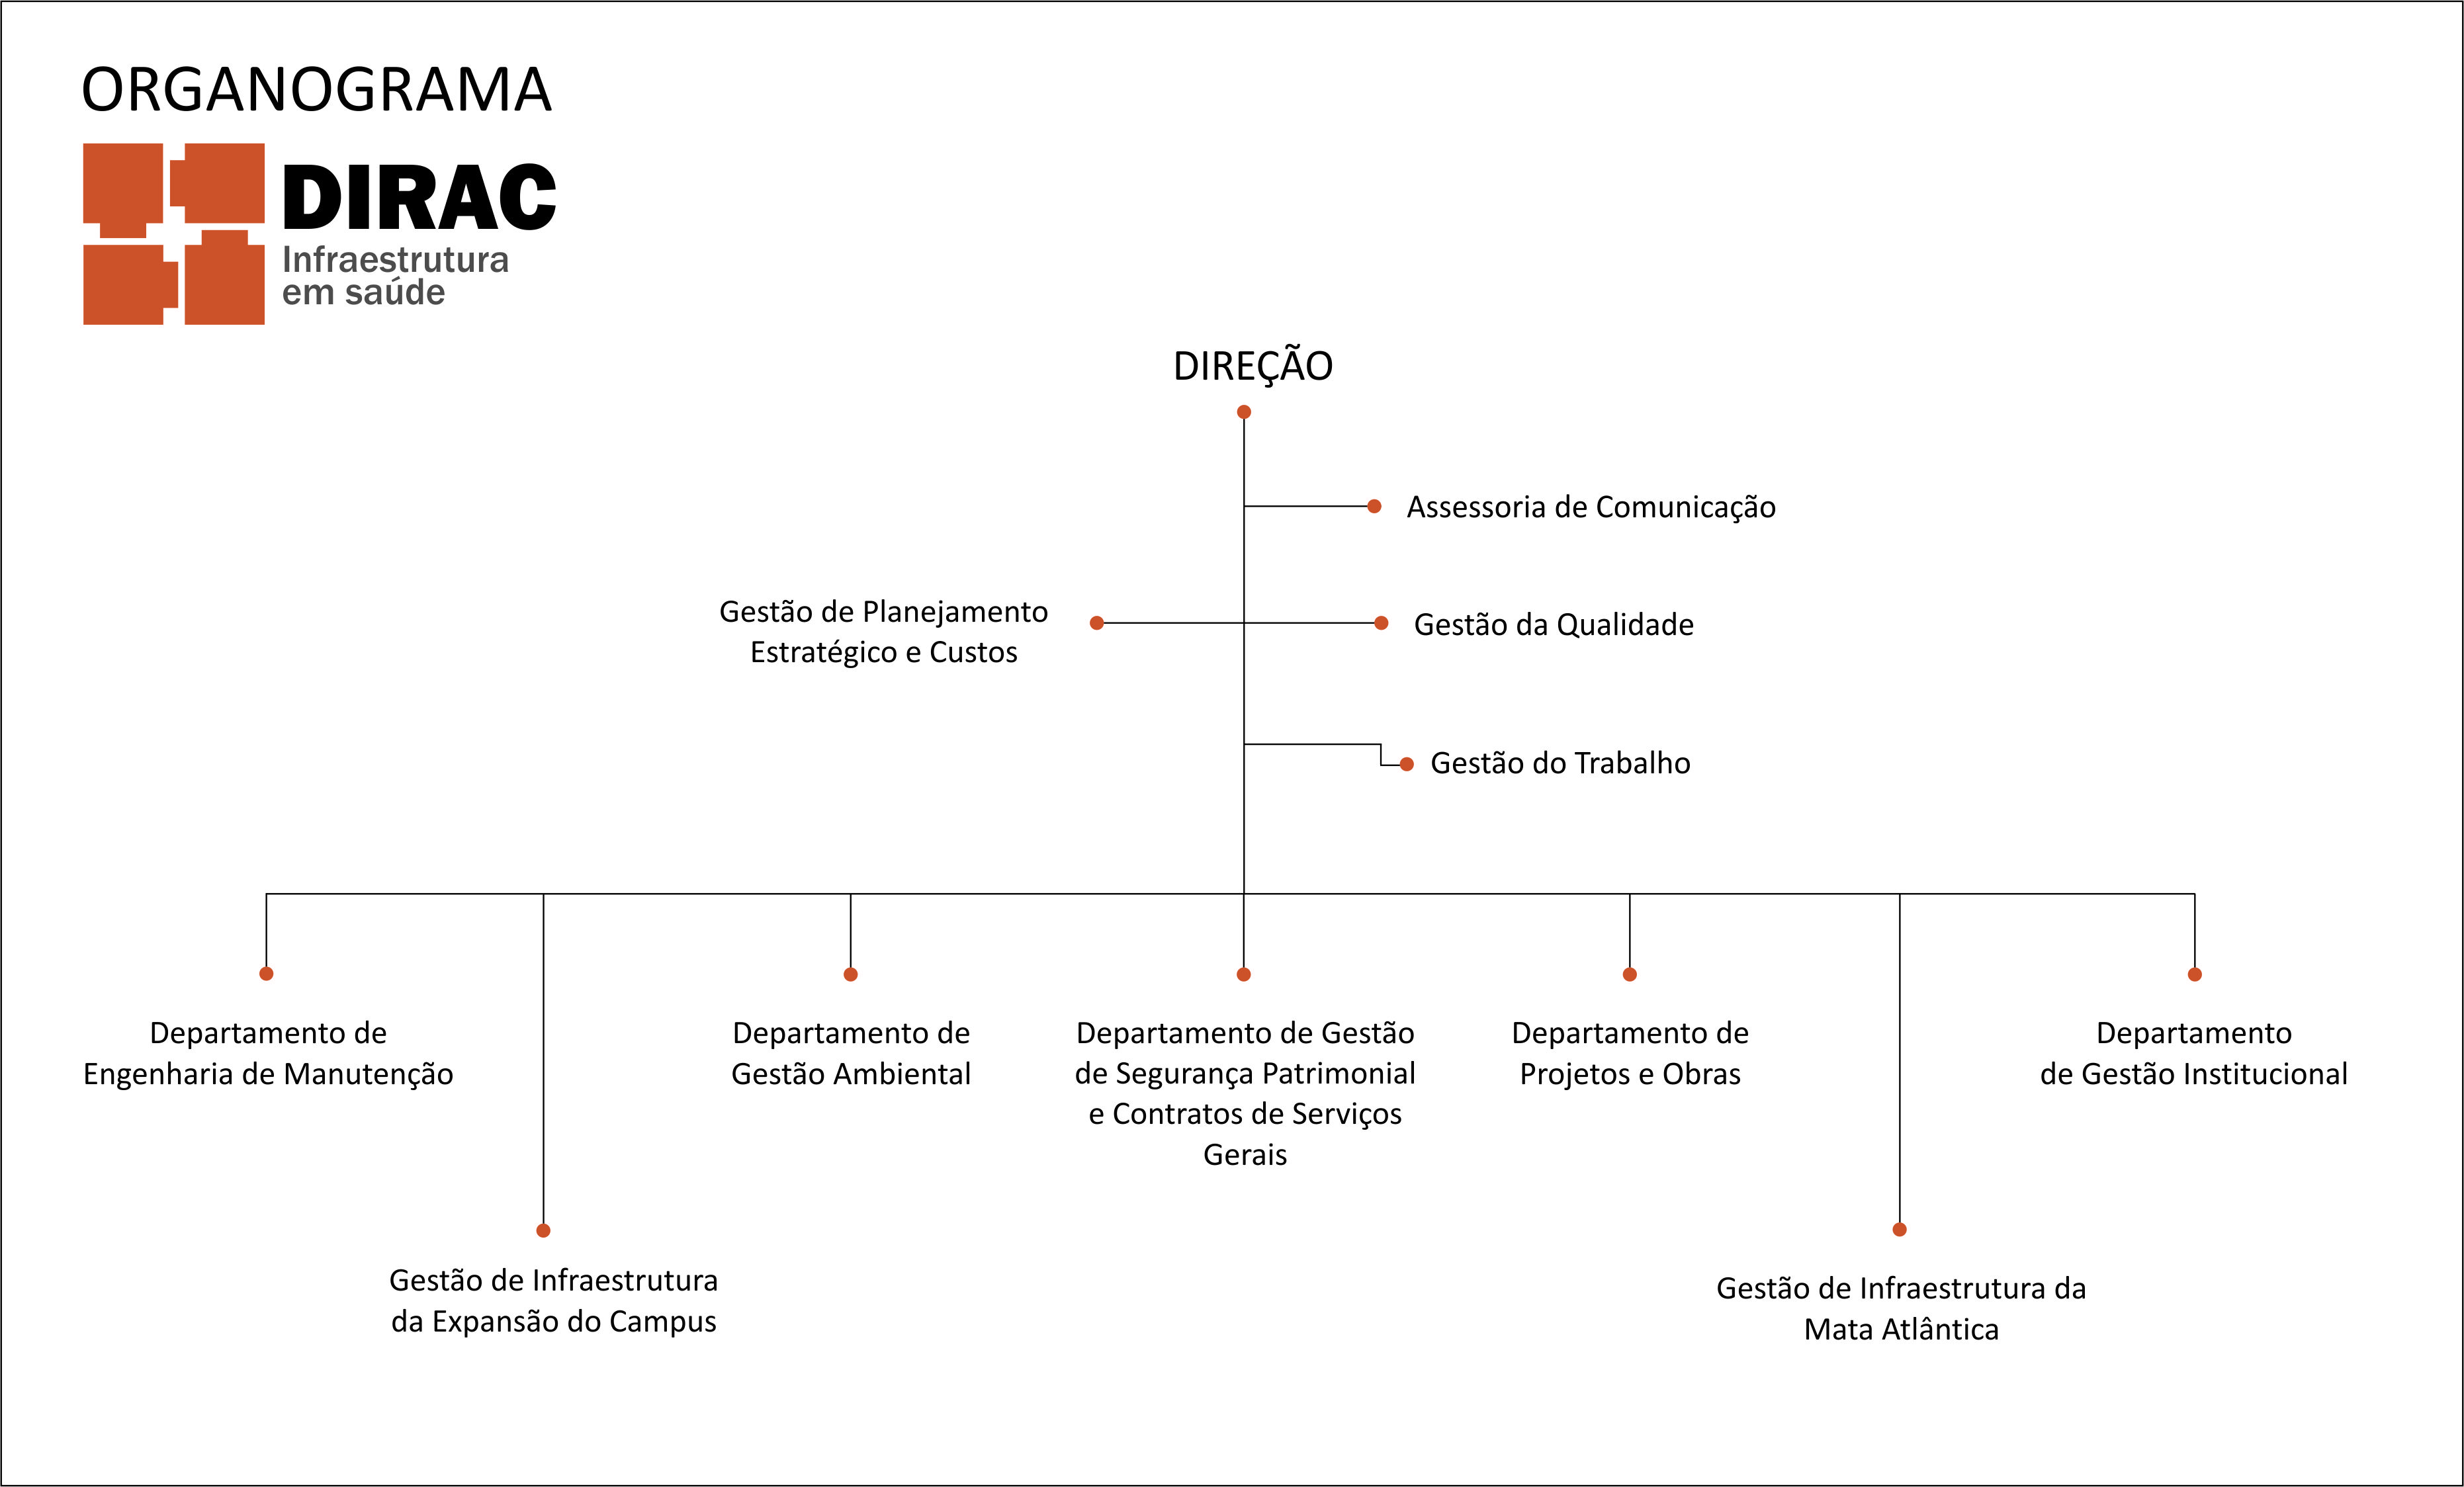 ORGANOGRAMA
DIRAC
Infraestrutura
em saúde
DIREÇÃO
Assessoria de Comunicação
Gestão de Planejamento
Estratégico e Custos
Gestão da Qualidade
Gestão do Trabalho
Departamento de
Engenharia de Manutenção
Departamento de
Gestão Ambiental
Departamento de Gestão
de Segurança Patrimonial
e Contratos de Serviços
Gerais
Departamento de
Projetos e Obras
Departamento
de Gestão Institucional
Gestão de Infraestrutura
da Expansão do Campus
Gestão de Infraestrutura da
Mata Atlântica